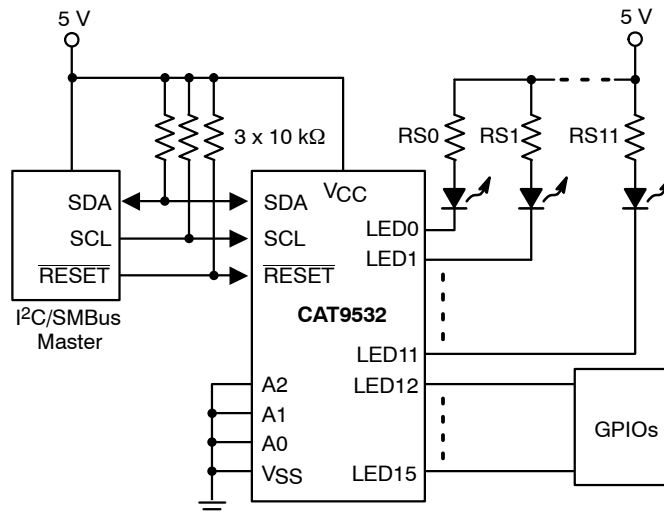 5 V
5 V
3 x 10 kΩ
RS0
RS1
RS11
SDA
SCL
RESET
I²C/SMBus
Master
VCC
SDA
SCL
RESET
CAT9532
A2
A1
A0
VSS
LED0
LED1
LED11
LED12
LED15
GPIOs